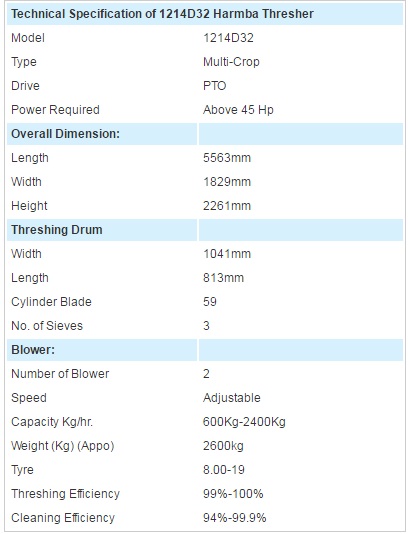 Technical Specification of 1214D32 Harmba Thresher
Model 1214D32
Type Multi-Crop
Drive PTO
Power Required Above 45 Hp
Overall Dimension:
Length 5563mm
Width 1829mm
Height 2261mm
Threshing Drum
Width 1041mm
Length 813mm
Cylinder Blade 59
No. of Sieves 3
Blower:
Number of Blower 2
Speed Adjustable
Capacity Kg/hr. 600Kg-2400Kg
Weight (Kg) (Appo) 2600kg
Tyre 8.00-19
Threshing Efficiency 99%-100%
Cleaning Efficiency 94%-99.9%